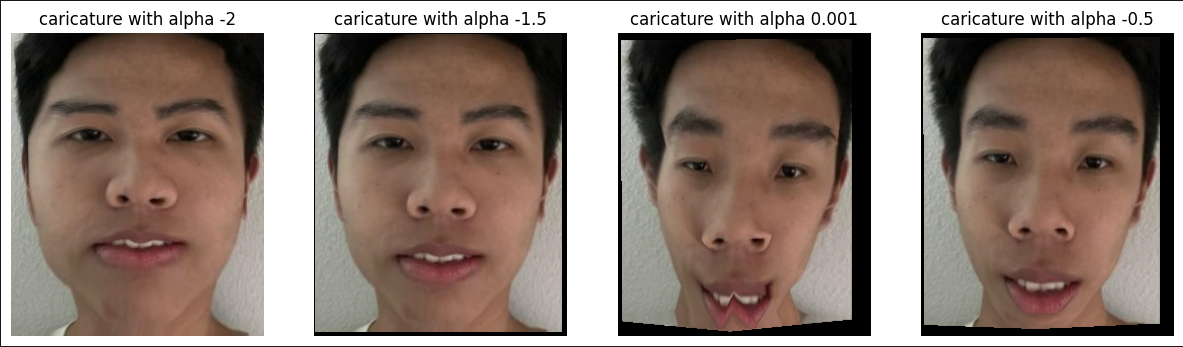 caricature with alpha -2
caricature with alpha -1.5
caricature with alpha 0.001
caricature with alpha -0.5